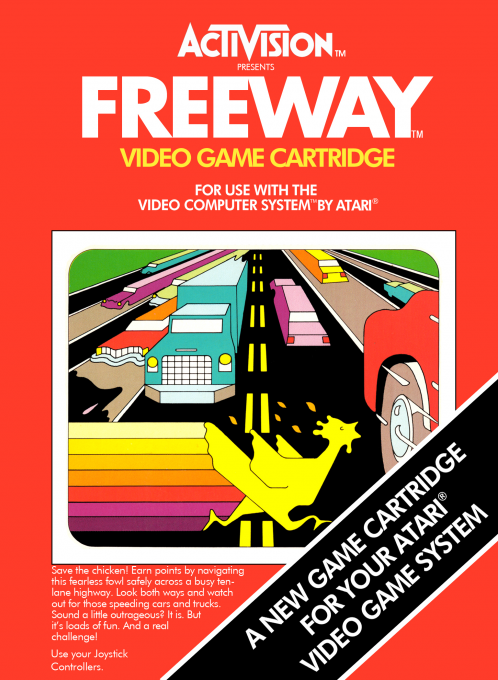 ACTIVISION™
PRESENTS
FREEWAY™
VIDEO GAME CARTRIDGE
FOR USE WITH THE
VIDEO COMPUTER SYSTEM™BY ATARI®
Save the chicken! Earn points by navigating
this fearless fowl safely across a busy ten-
lane highway. Look both ways and watch
out for those speeding cars and trucks.
Sound a little outrageous? It is. But
it's loads of fun. And a real
challenge!
Use your Joystick
Controllers.
A NEW GAME CARTRIDGE
FOR YOUR ATARI®
VIDEO GAME SYSTEM